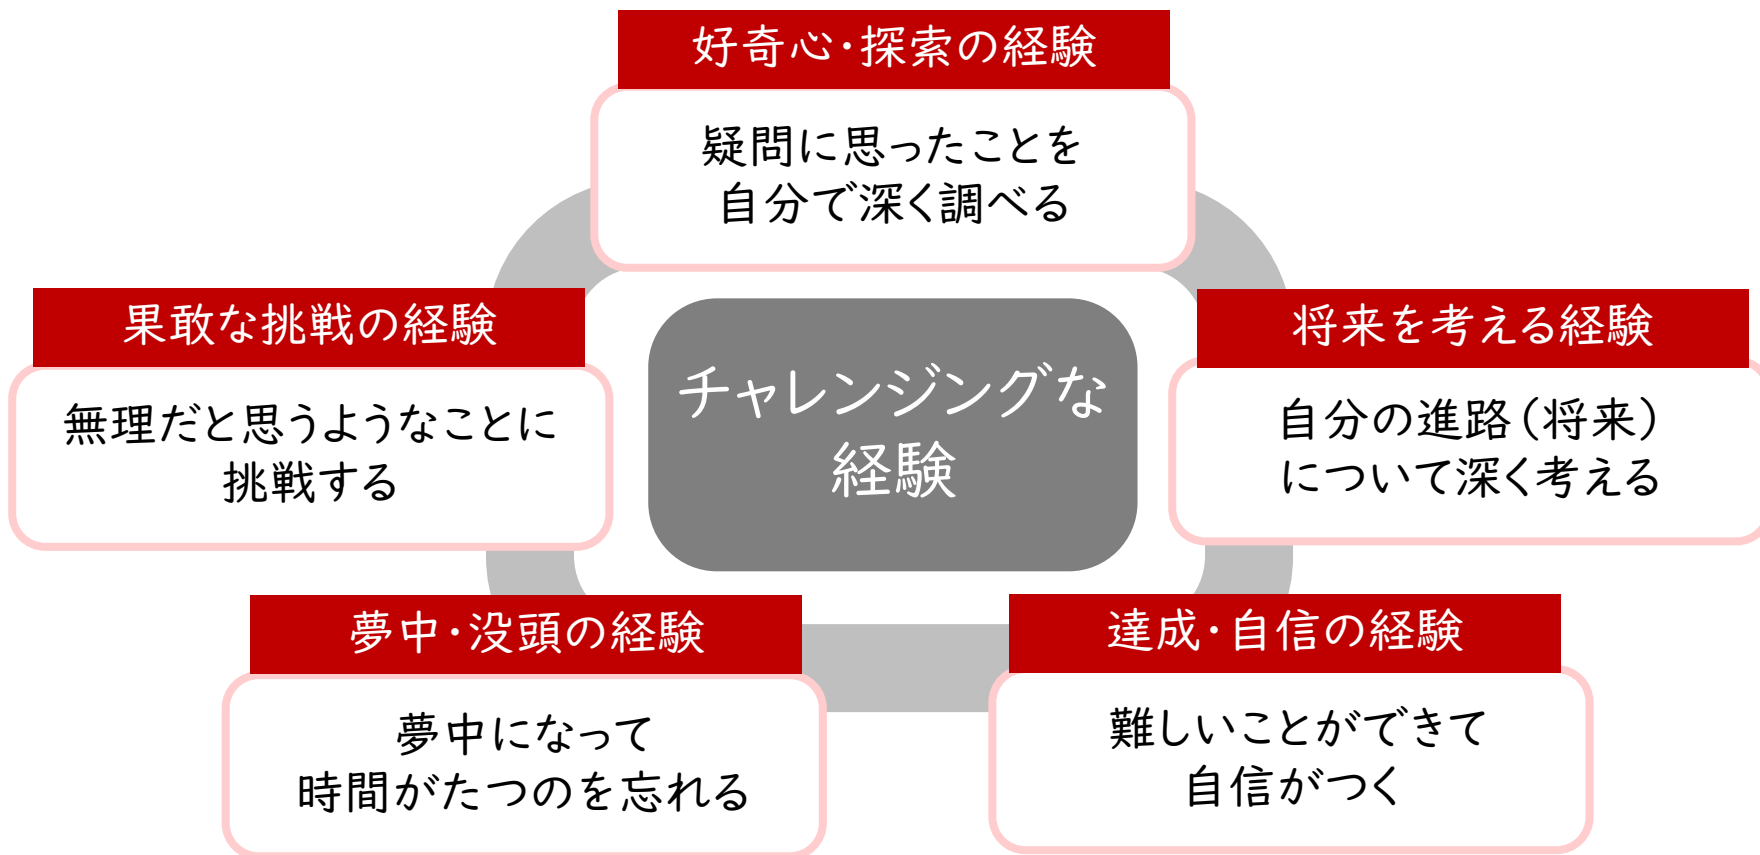 好奇心・探索の経験
疑問に思ったことを
自分で深く調べる
果敢な挑戦の経験
無理だと思うようなことに
挑戦する
チャレンジングな
経験
将来を考える経験
自分の進路(将来)
について深く考える
夢中・没頭の経験
夢中になって
時間がたつのを忘れる
達成・自信の経験
難しいことができて
自信がつく